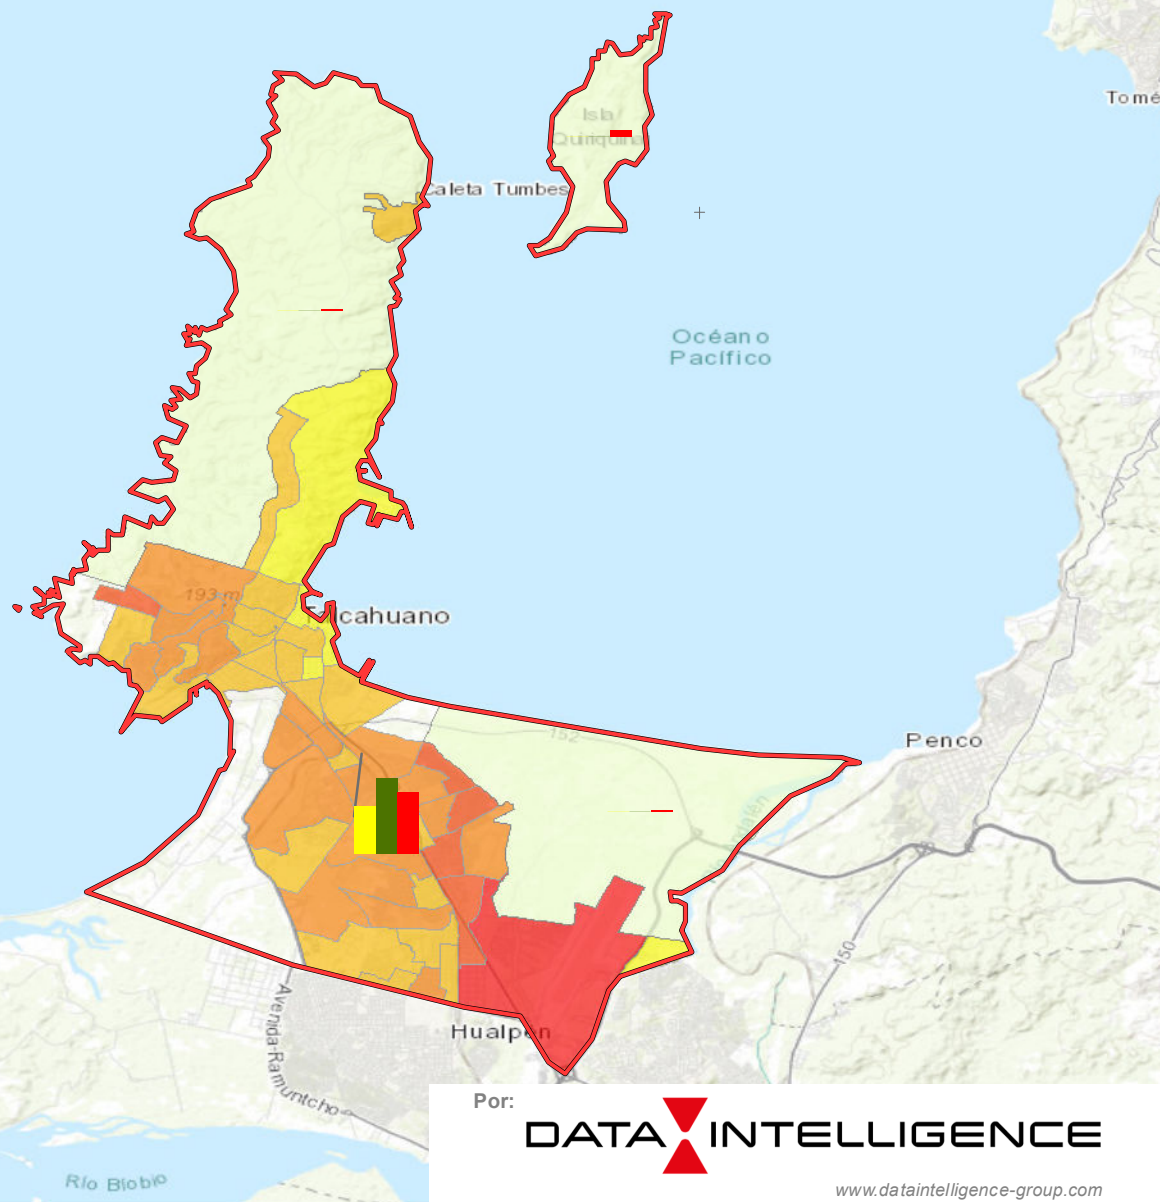 Tomé
Isla
Quiriquina
Caleta Tumbes
Océano
Pacífico
193 m
Talcahuano
152
Penco
150
Hualpén
Avenida Ramuntcho
Río Biobío
Por:
DATA INTELLIGENCE
www.dataintelligence-group.com